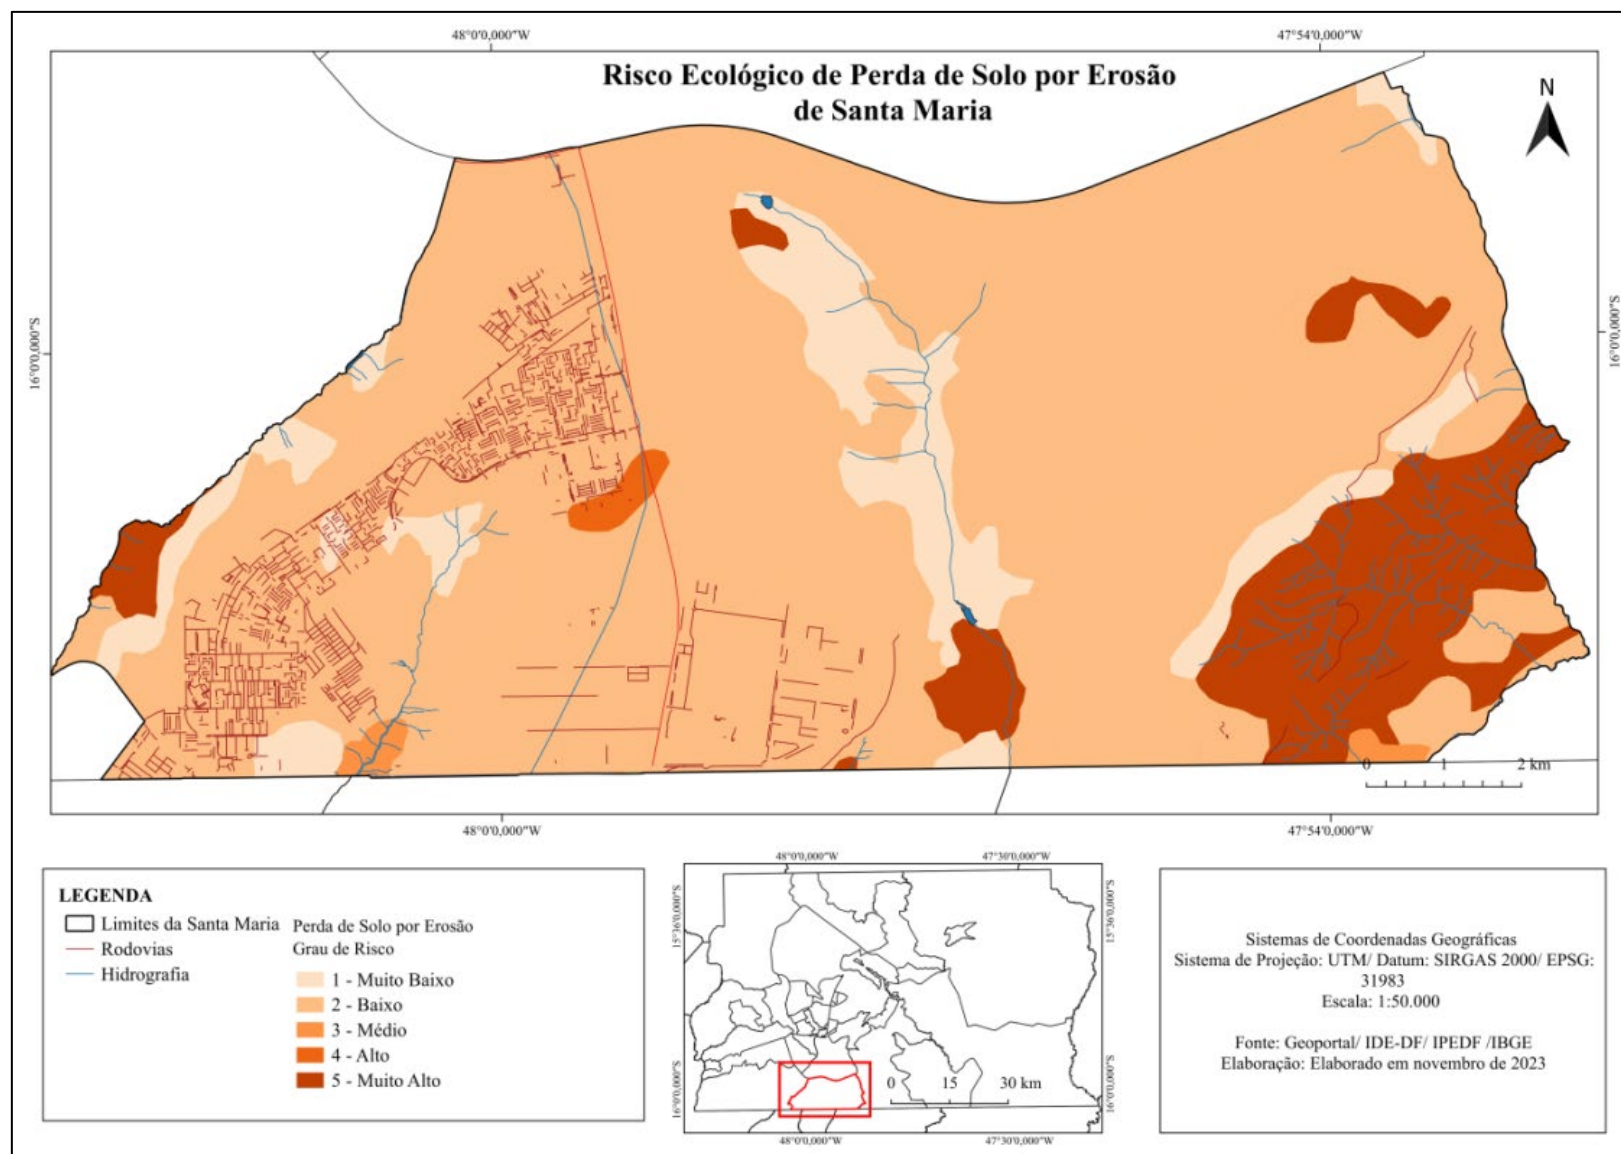 48°0'0,000"W
47°54'0,000"W
Risco Ecológico de Perda de Solo por Erosão
de Santa Maria
N
16°0'0,000"S
16°0'0,000"S
0 1 2 km
48°0'0,000"W
47°54'0,000"W
LEGENDA
Limites da Santa Maria
Rodovias
Hidrografia
Perda de Solo por Erosão
Grau de Risco
1 - Muito Baixo
2 - Baixo
3 - Médio
4 - Alto
5 - Muito Alto
48°0'0,000"W
47°30'0,000"W
15°36'0,000"S
15°36'0,000"S
16°0'0,000"S
16°0'0,000"S
0 15 30 km
48°0'0,000"W
47°30'0,000"W
Sistemas de Coordenadas Geográficas
Sistema de Projeção: UTM/ Datum: SIRGAS 2000/ EPSG:
31983
Escala: 1:50.000
Fonte: Geoportal/ IDE-DF/ IPEDF /IBGE
Elaboração: Elaborado em novembro de 2023